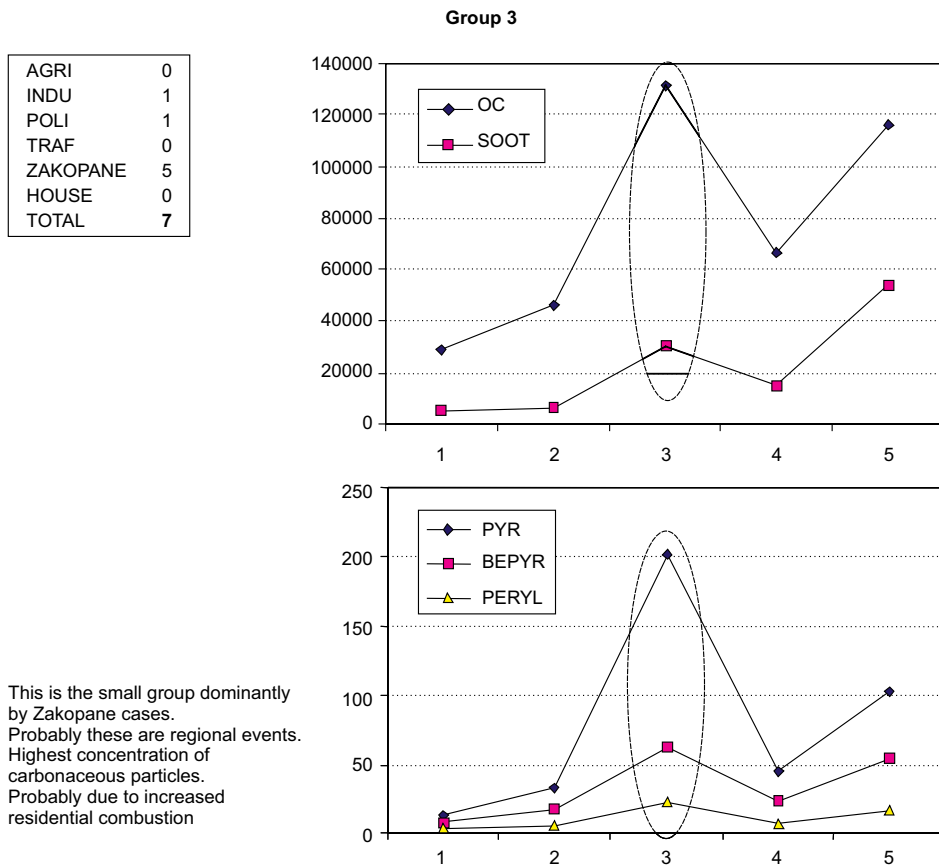 Group 3
AGRI 0
INDU 1
POLI 1
TRAF 0
ZAKOPANE 5
HOUSE 0
TOTAL 7
140000
120000
100000
80000
60000
40000
20000
0
OC
SOOT
1 2 3 4 5
250
200
150
100
50
0
PYR
BEPYR
PERYL
1 2 3 4 5
This is the small group dominantly
by Zakopane cases.
Probably these are regional events.
Highest concentration of
carbonaceous particles.
Probably due to increased
residential combustion